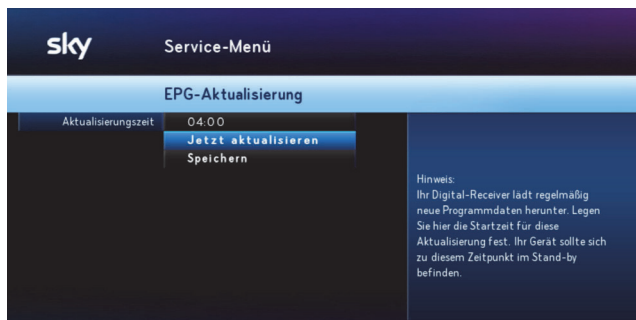 sky Service-Menü
EPG-Aktualisierung
Aktualisierungszeit 04:00
Jetzt aktualisieren
Speichern
Hinweis:
Ihr Digital-Receiver lädt regelmäßig
neue Programmdaten herunter. Legen
Sie hier die Startzeit für diese
Aktualisierung fest. Ihr Gerät sollte sich
zu diesem Zeitpunkt im Stand-by
befinden.